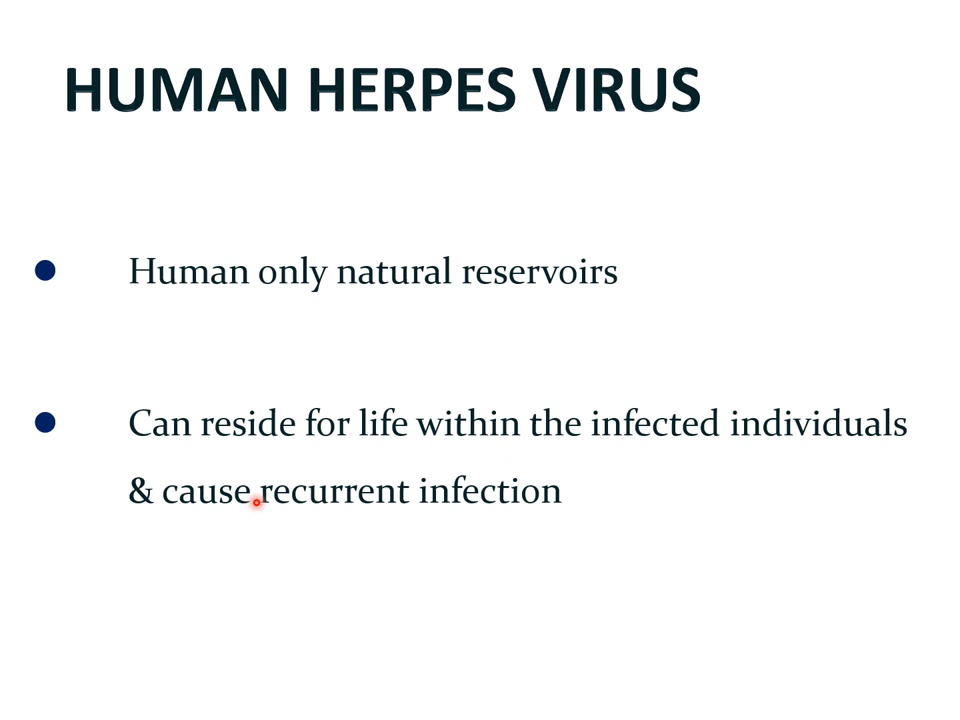 HUMAN HERPES VIRUS
Human only natural reservoirs
Can reside for life within the infected individuals
& cause recurrent infection